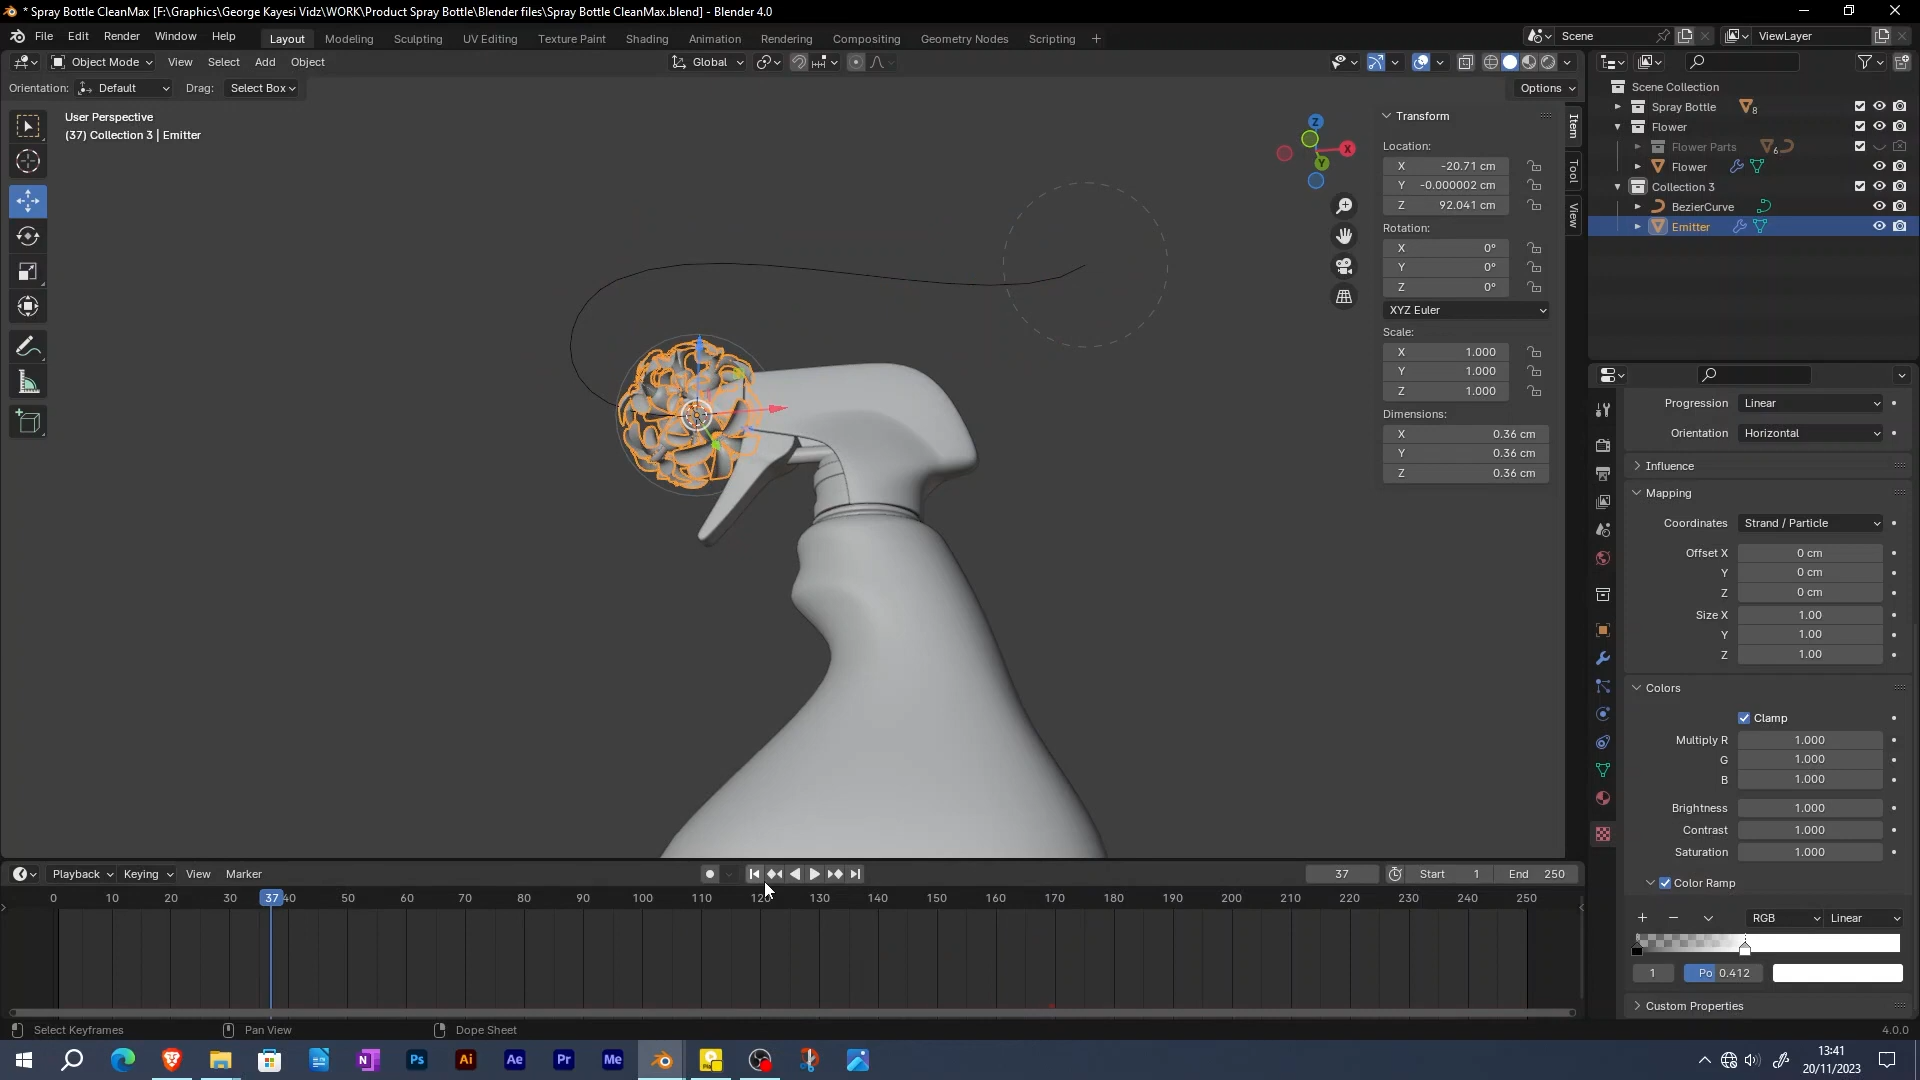 * Spray Bottle CleanMax [F:\Graphics\George Kayesi Vidz\WORK\Product Spray Bottle\Blender files\Spray Bottle CleanMax.blend] - Blender 4.0
File Edit Render Window Help
Layout Modeling Sculpting UV Editing Texture Paint Shading Animation Rendering Compositing Geometry Nodes Scripting +
Scene ViewLayer
Object Mode View Select Add Object
Global
Orientation: Default Drag: Select Box
Options
User Perspective
(37) Collection 3 | Emitter
Z
X
Y
Item
Tool
View
Transform
Location:
X -20.71 cm
Y -0.000002 cm
Z 92.041 cm
Rotation:
X 0°
Y 0°
Z 0°
XYZ Euler
Scale:
X 1.000
Y 1.000
Z 1.000
Dimensions:
X 0.36 cm
Y 0.36 cm
Z 0.36 cm
Scene Collection
Spray Bottle 8
Flower
Flower Parts 6
Flower
Collection 3
BezierCurve
Emitter
Progression Linear
Orientation Horizontal
Influence
Mapping
Coordinates Strand / Particle
Offset X 0 cm
Y 0 cm
Z 0 cm
Size X 1.00
Y 1.00
Z 1.00
Colors
Clamp
Multiply R 1.000
G 1.000
B 1.000
Brightness 1.000
Contrast 1.000
Saturation 1.000
Color Ramp
RGB Linear
1 Po 0.412
Custom Properties
Playback Keying View Marker
37 Start 1 End 250
0 10 20 30 37 40 50 60 70 80 90 100 110 120 130 140 150 160 170 180 190 200 210 220 230 240 250
Select Keyframes Pan View Dope Sheet 4.0.0
N Ps Ai Ae Pr Me
13:41
20/11/2023